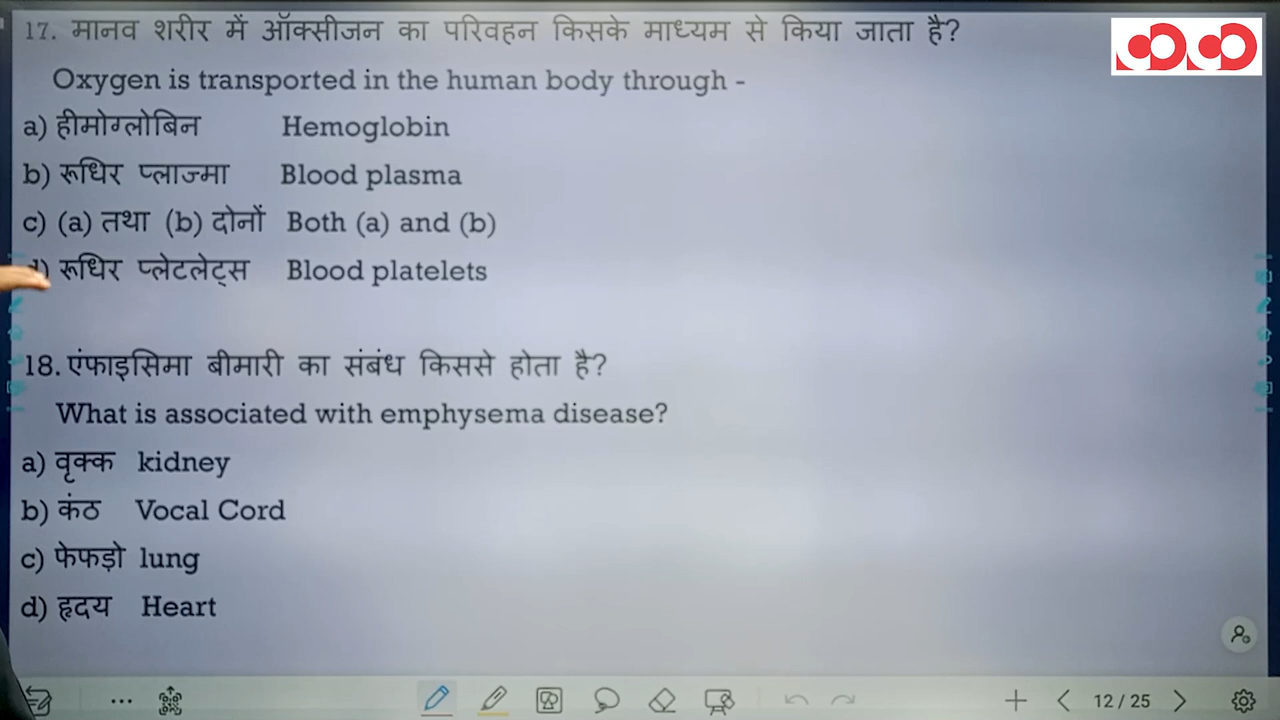 17. मानव शरीर में ऑक्सीजन का परिवहन किसके माध्यम से किया जाता है?
Oxygen is transported in the human body through -
a) हीमोग्लोबिन Hemoglobin
b) रूधिर प्लाज्मा Blood plasma
c) (a) तथा (b) दोनों Both (a) and (b)
d) रूधिर प्लेटलेट्स Blood platelets
18. एंफाइसिमा बीमारी का संबंध किससे होता है?
What is associated with emphysema disease?
a) वृक्क kidney
b) कंठ Vocal Cord
c) फेफड़ो lung
d) हृदय Heart
12 / 25